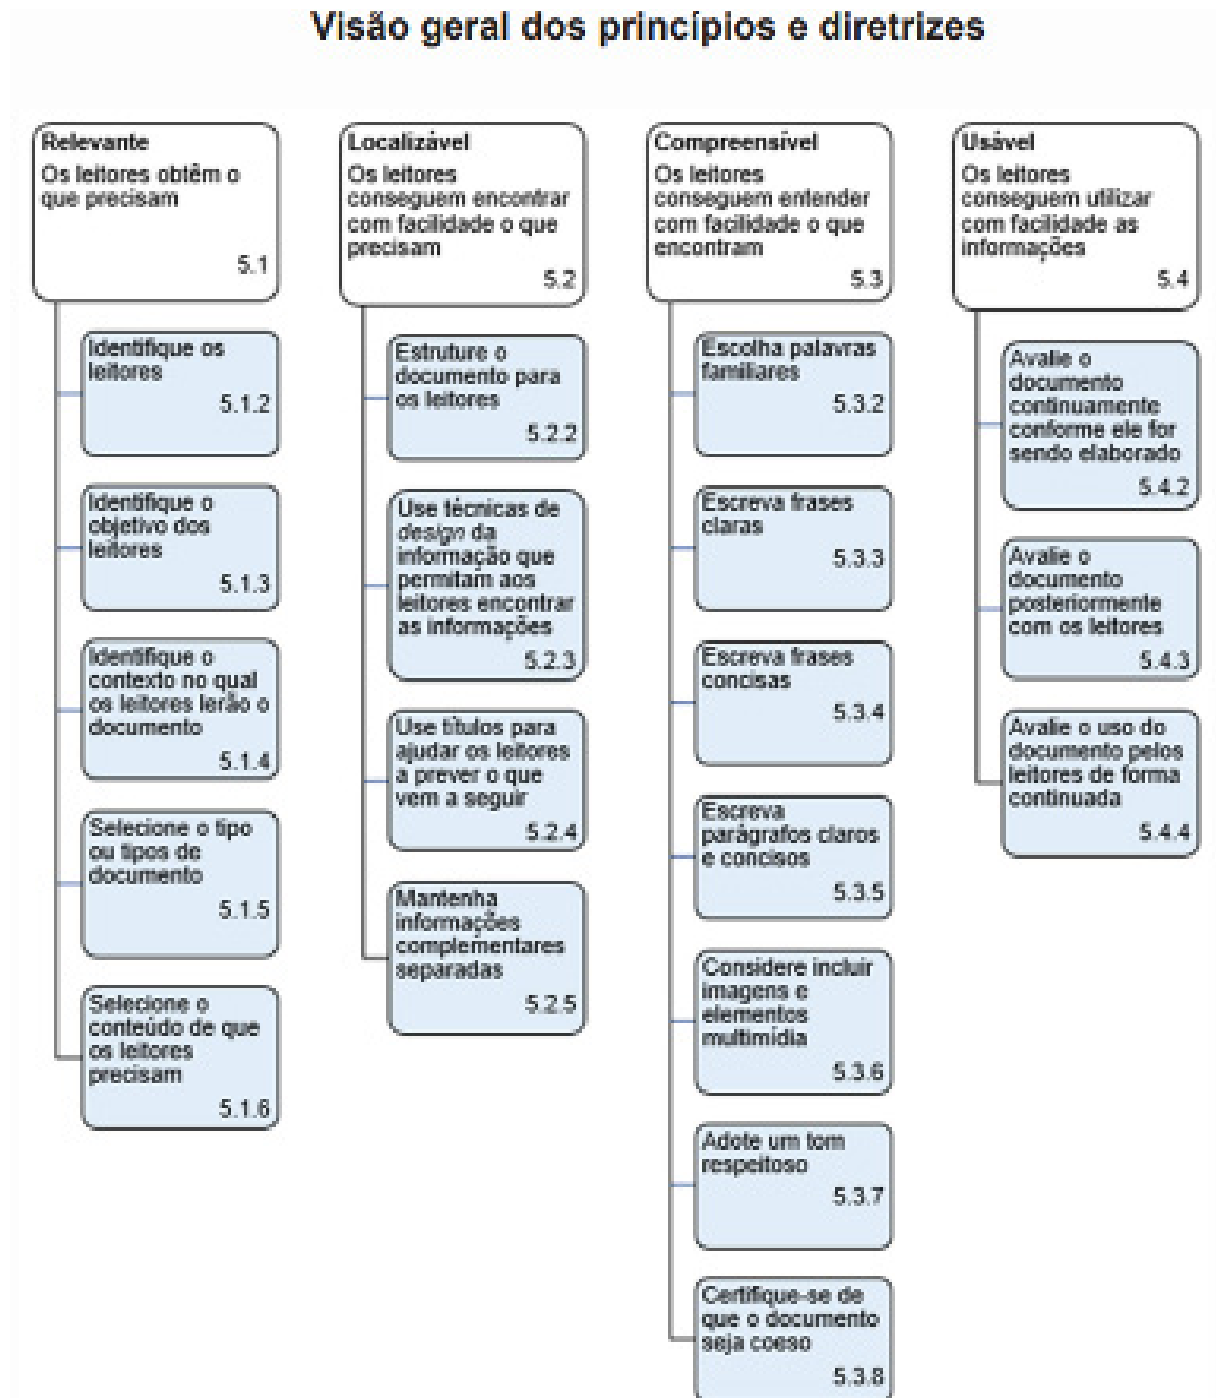 Visão geral dos princípios e diretrizes
Relevante
Os leitores obtêm o
que precisam
5.1
Identifique os
leitores
5.1.2
Identifique o
objetivo dos
leitores
5.1.3
Identifique o
contexto no qual
os leitores lerão o
documento
5.1.4
Selecione o tipo
ou tipos de
documento
5.1.5
Selecione o
conteúdo de que
os leitores
precisam
5.1.6
Localizável
Os leitores
conseguem encontrar
com facilidade o que
precisam
5.2
Estruture o
documento para
os leitores
5.2.2
Use técnicas de
design da
informação que
permitam aos
leitores encontrar
as informações
5.2.3
Use títulos para
ajudar os leitores
a prever o que
vem a seguir
5.2.4
Mantenha
informações
complementares
separadas
5.2.5
Compreensível
Os leitores
conseguem entender
com facilidade o que
encontram
5.3
Escolha palavras
familiares
5.3.2
Escreva frases
claras
5.3.3
Escreva frases
concisas
5.3.4
Escreva
parágrafos claros
e concisos
5.3.5
Considere incluir
imagens e
elementos
multimídia
5.3.6
Adote um tom
respeitoso
5.3.7
Certifique-se de
que o documento
seja coeso
5.3.8
Usável
Os leitores
conseguem utilizar
com facilidade as
informações
5.4
Avalie o
documento
continuamente
conforme ele for
sendo elaborado
5.4.2
Avalie o
documento
posteriormente
com os leitores
5.4.3
Avalie o uso do
documento pelos
leitores de forma
continuada
5.4.4